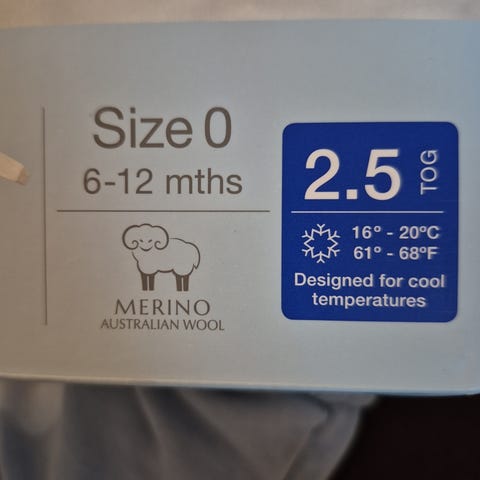 Size 0
6-12 mths
MERINO
AUSTRALIAN WOOL
2.5 TOG
16° - 20°C
61° - 68°F
Designed for cool
temperatures